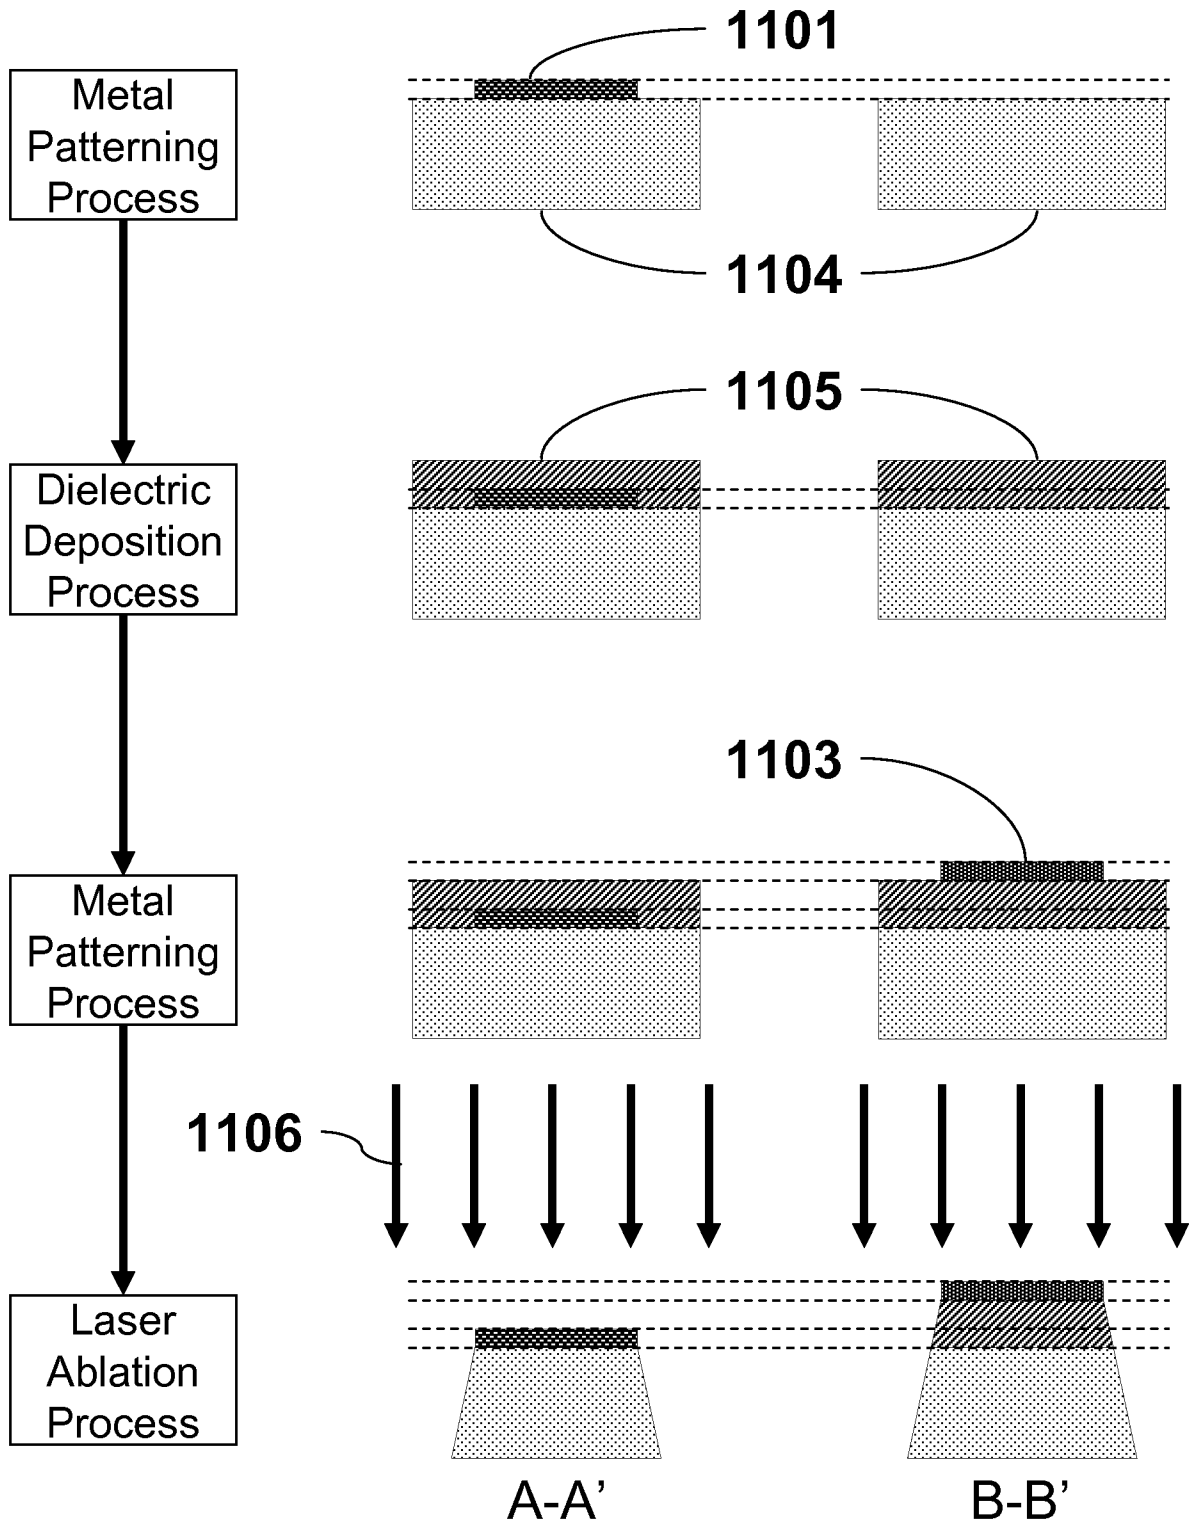 1101
Metal
Patterning
Process
1104
1105
Dielectric
Deposition
Process
1103
Metal
Patterning
Process
1106
Laser
Ablation
Process
A-A’
B-B’